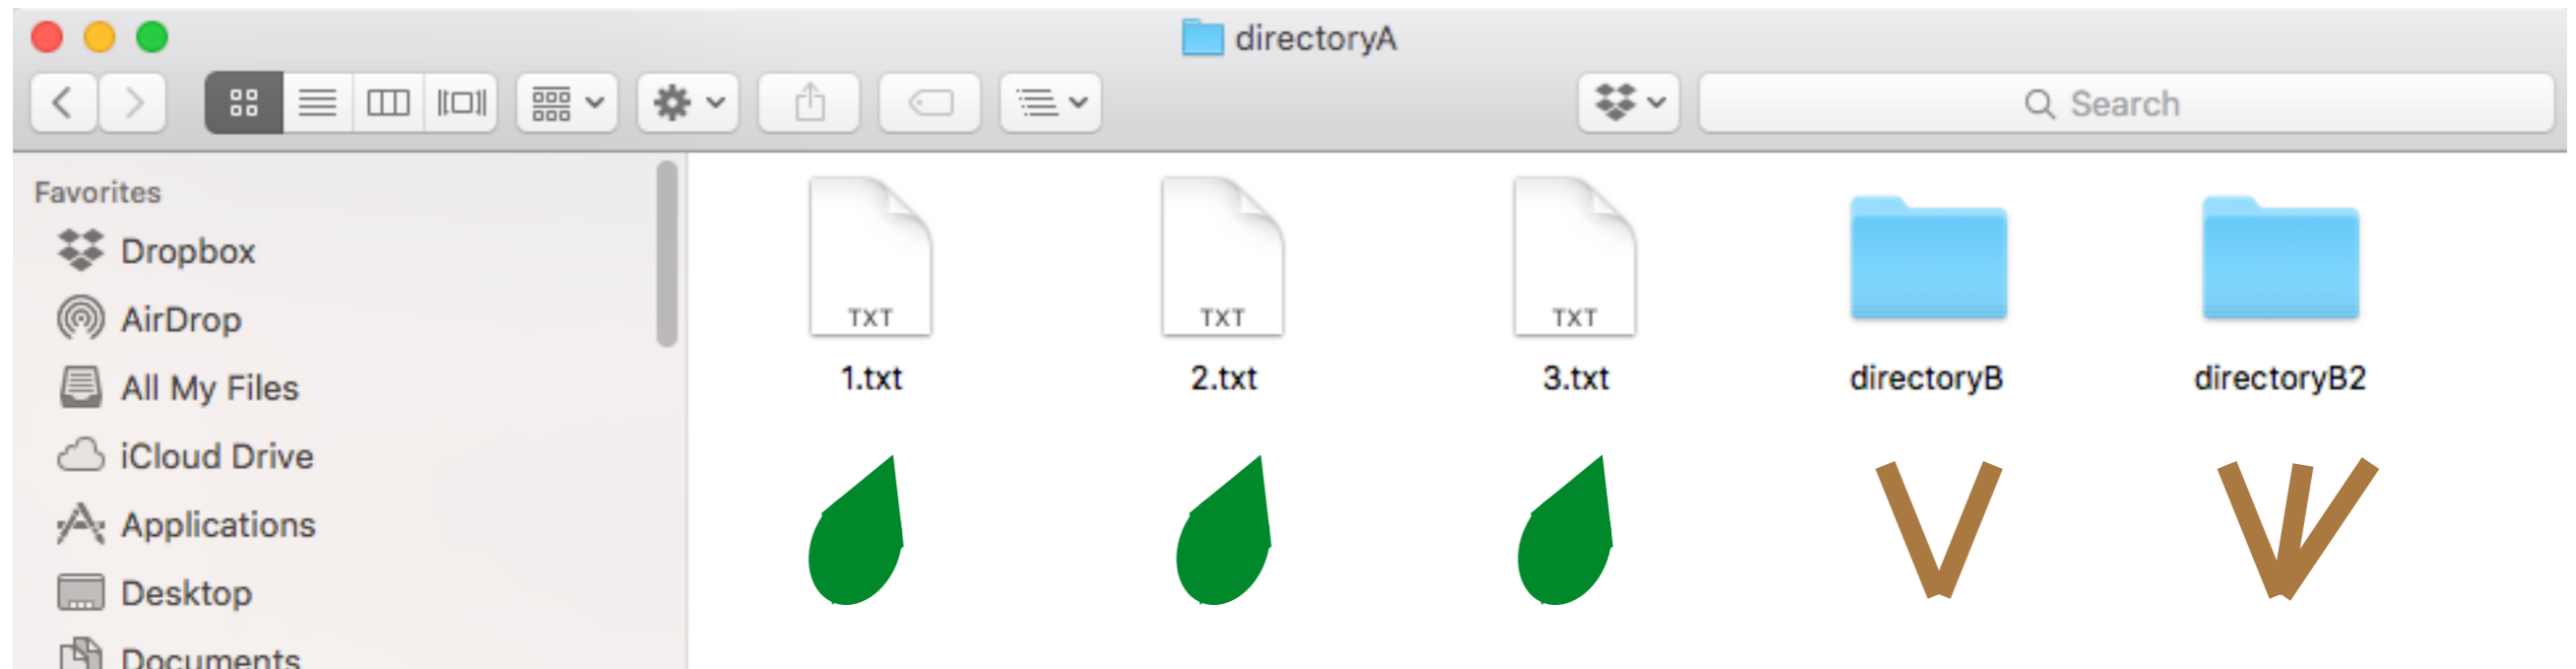 directoryA
Search
Favorites
Dropbox
AirDrop
All My Files
iCloud Drive
Applications
Desktop
Documents
TXT TXT TXT
1.txt 2.txt 3.txt directoryB directoryB2